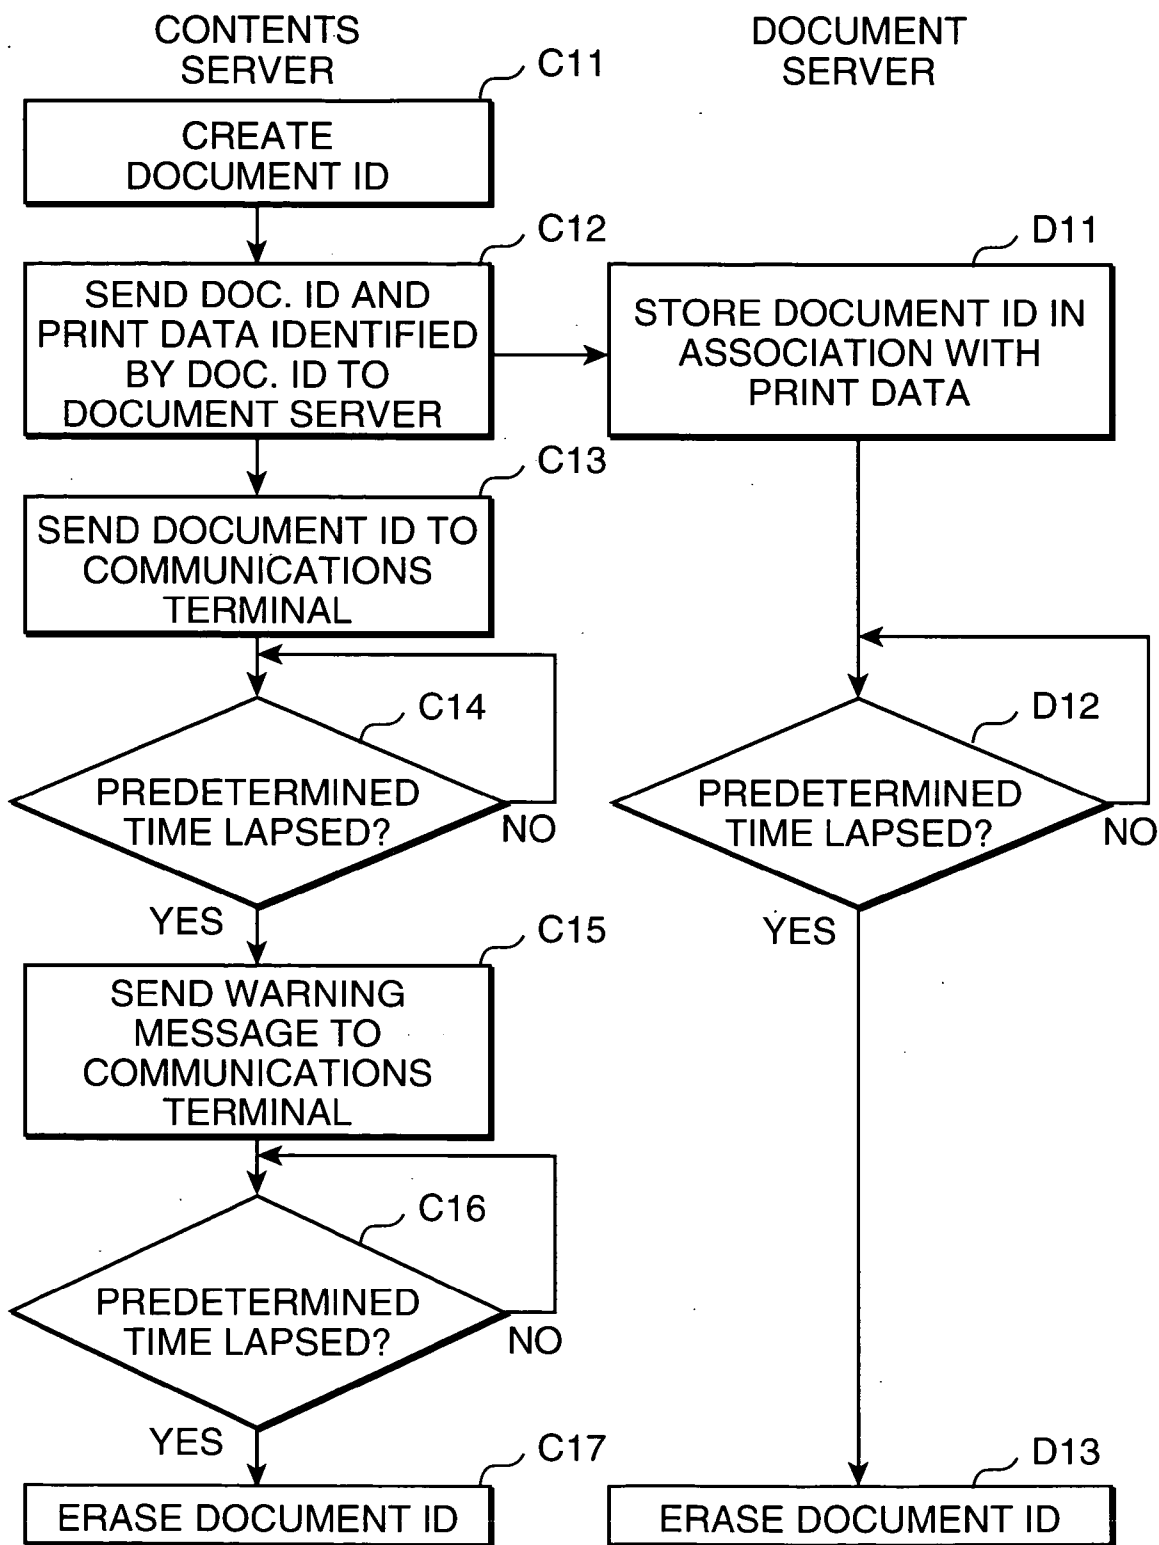 CONTENTS
SERVER
DOCUMENT
SERVER
C11
CREATE
DOCUMENT ID
C12
SEND DOC. ID AND
PRINT DATA IDENTIFIED
BY DOC. ID TO
DOCUMENT SERVER
D11
STORE DOCUMENT ID IN
ASSOCIATION WITH
PRINT DATA
C13
SEND DOCUMENT ID TO
COMMUNICATIONS
TERMINAL
C14
PREDETERMINED
TIME LAPSED?
NO
YES
D12
PREDETERMINED
TIME LAPSED?
NO
YES
C15
SEND WARNING
MESSAGE TO
COMMUNICATIONS
TERMINAL
C16
PREDETERMINED
TIME LAPSED?
NO
YES
C17
ERASE DOCUMENT ID
D13
ERASE DOCUMENT ID